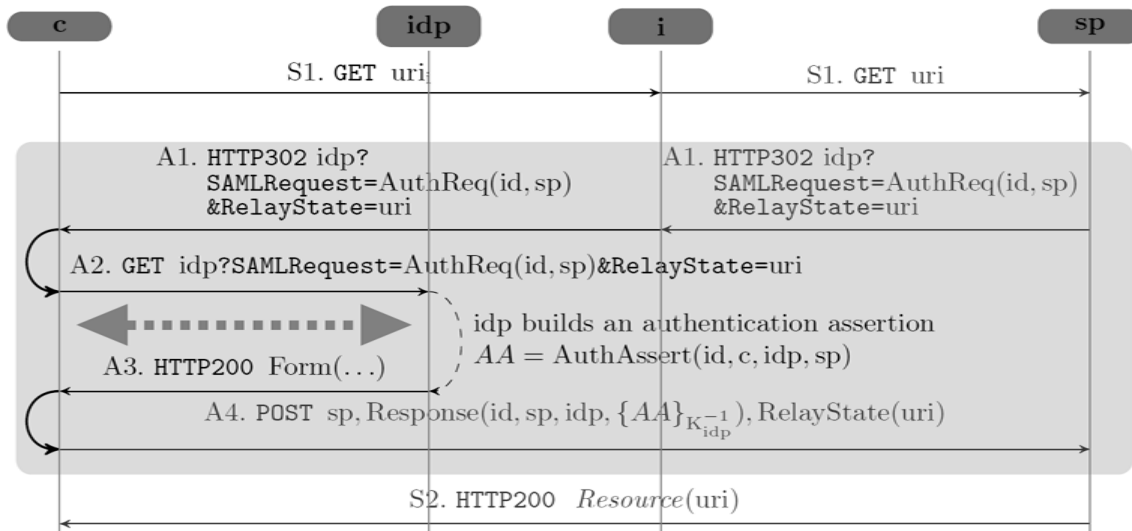 c idp i sp
S1. GET uri S1. GET uri
A1. HTTP302 idp? A1. HTTP302 idp?
SAMLRequest=AuthReq(id, sp) SAMLRequest=AuthReq(id, sp)
&RelayState=uri &RelayState=uri
A2. GET idp?SAMLRequest=AuthReq(id, sp)&RelayState=uri
idp builds an authentication assertion
AA = AuthAssert(id, c, idp, sp)
A3. HTTP200 Form(...)
A4. POST sp, Response(id, sp, idp, {AA}_{K_{idp}^{-1}}), RelayState(uri)
S2. HTTP200 Resource(uri)